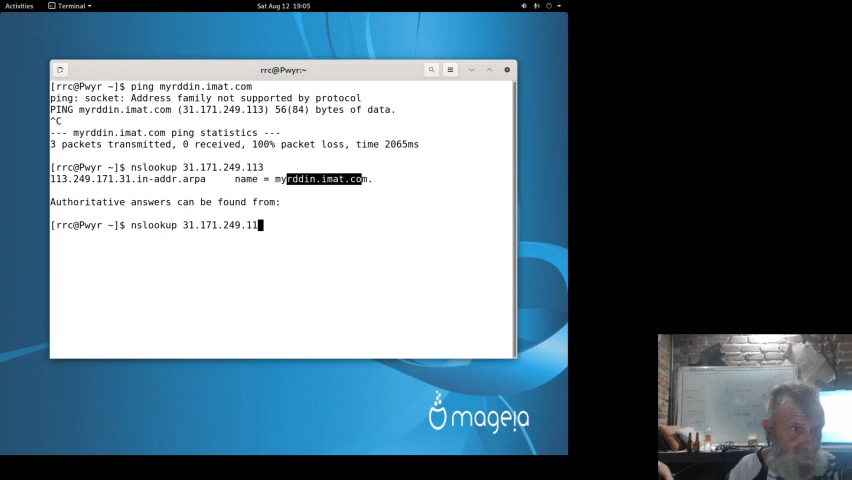 Activities Terminal Sat Aug 12 19:05
rrc@Pwyr:~
[rrc@Pwyr ~]$ ping myrddin.imat.com
ping: socket: Address family not supported by protocol
PING myrddin.imat.com (31.171.249.113) 56(84) bytes of data.
^C
--- myrddin.imat.com ping statistics ---
3 packets transmitted, 0 received, 100% packet loss, time 2065ms
[rrc@Pwyr ~]$ nslookup 31.171.249.113
113.249.171.31.in-addr.arpa name = myrddin.imat.com.
Authoritative answers can be found from:
[rrc@Pwyr ~]$ nslookup 31.171.249.11
mageia